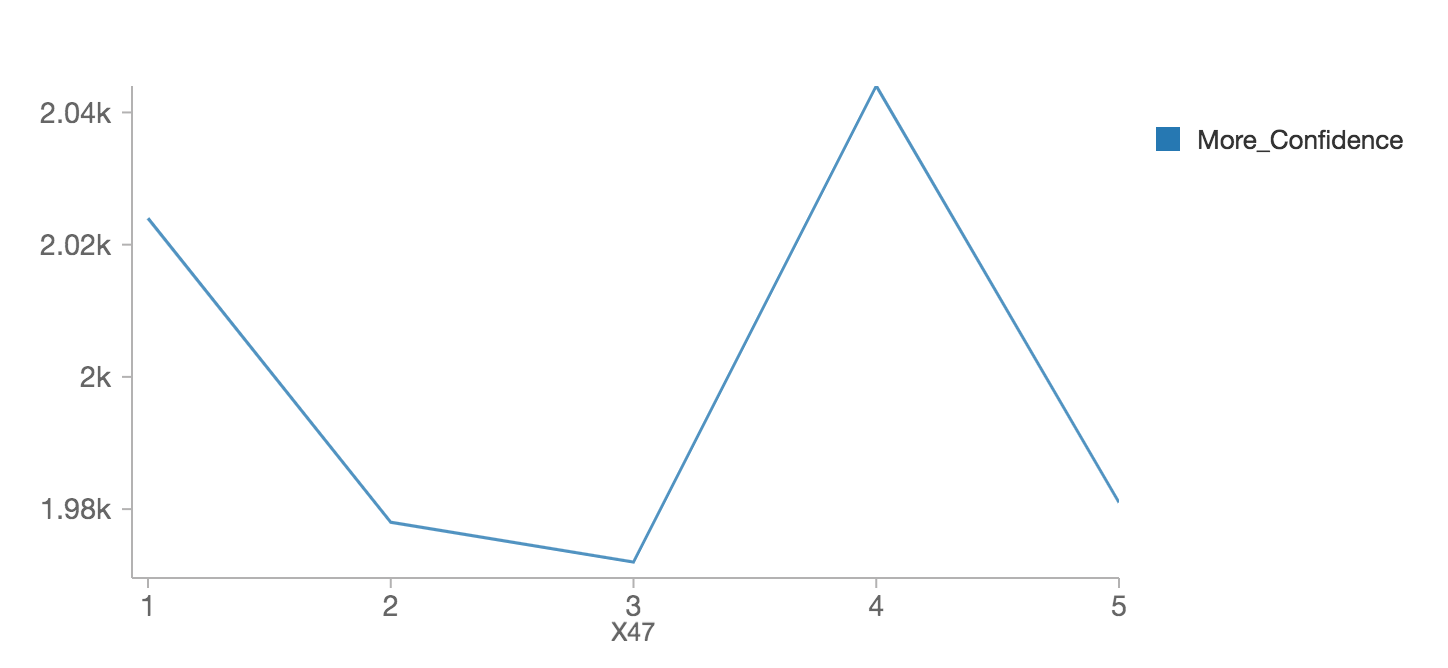 2.04k
More_Confidence
2.02k
2k
1.98k
1 2 3 4 5
X47